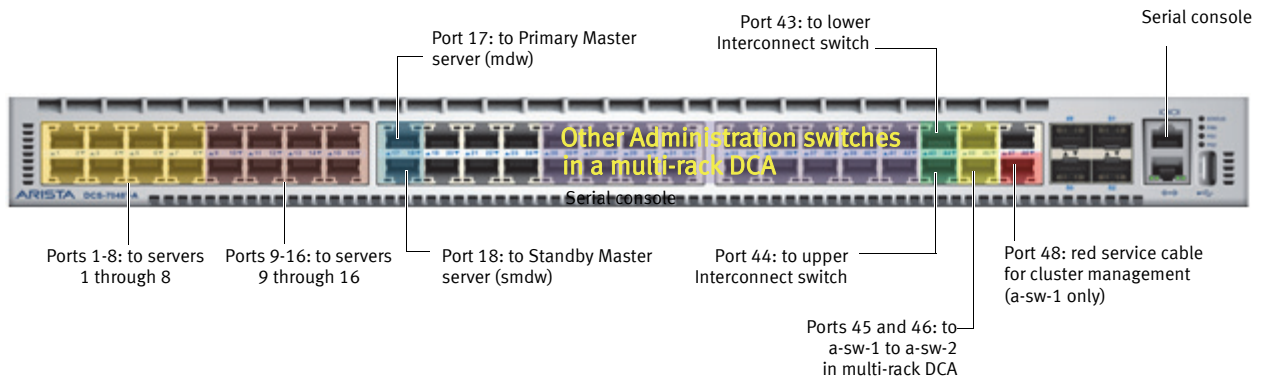 Serial console
Port 43: to lower
Interconnect switch
Port 17: to Primary Master
server (mdw)
Other Administration switches
in a multi-rack DCA
ARISTA
Serial console
Ports 1-8: to servers
1 through 8
Ports 9-16: to servers
9 through 16
Port 18: to Standby Master
server (smdw)
Port 44: to upper
Interconnect switch
Port 48: red service cable
for cluster management
(a-sw-1 only)
Ports 45 and 46: to
a-sw-1 to a-sw-2
in multi-rack DCA